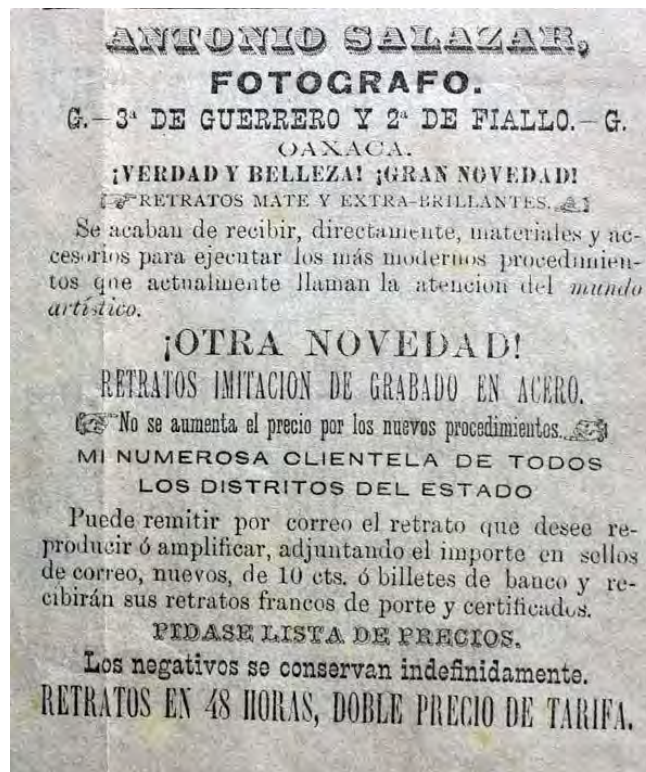 ANTONIO SALAZAR,
FOTOGRAFO.
G.—3ª DE GUERRERO Y 2ª DE FIALLO.—G.
OAXACA.
¡VERDAD Y BELLEZA! ¡GRAN NOVEDAD!
RETRATOS MATE Y EXTRA-BRILLANTES.
Se acaban de recibir, directamente, materiales y ac-
cesorios para ejecutar los más modernos procedimien-
tos que actualmente llaman la atencion del mundo
artístico.
¡OTRA NOVEDAD!
RETRATOS IMITACION DE GRABADO EN ACERO.
No se aumenta el precio por los nuevos procedimientos.
MI NUMEROSA CLIENTELA DE TODOS
LOS DISTRITOS DEL ESTADO
Puede remitir por correo el retrato que desee re-
producir ó amplificar, adjuntando el importe en sellos
de correo, nuevos, de 10 cts. ó billetes de banco y re-
cibirán sus retratos francos de porte y certificados.
PIDASE LISTA DE PRECIOS.
Los negativos se conservan indefinidamente.
RETRATOS EN 48 HORAS, DOBLE PRECIO DE TARIFA.